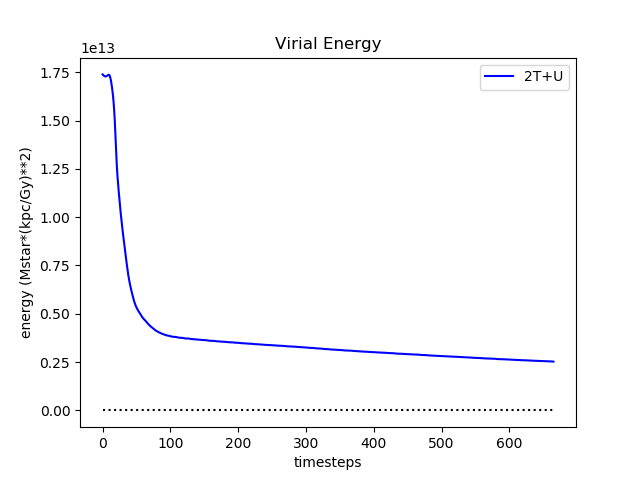 Virial Energy
1e13
2T+U
1.75
1.50
1.25
1.00
0.75
0.50
0.25
0.00
energy (Mstar*(kpc/Gy)**2)
0 100 200 300 400 500 600
timesteps